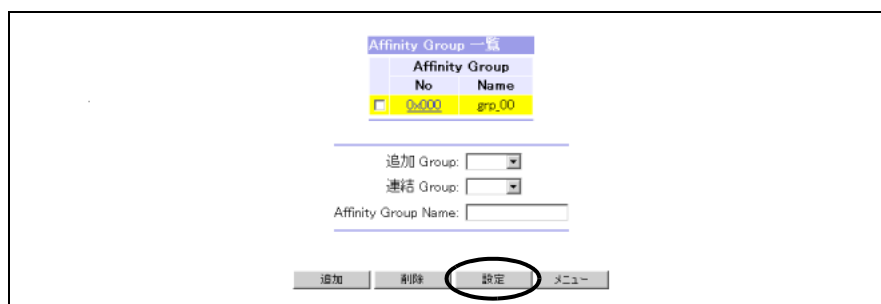 Affinity Group 一覧
Affinity Group
No Name
0x000 grp_00
追加 Group:
連結 Group:
Affinity Group Name:
追加 削除 設定 メニュー